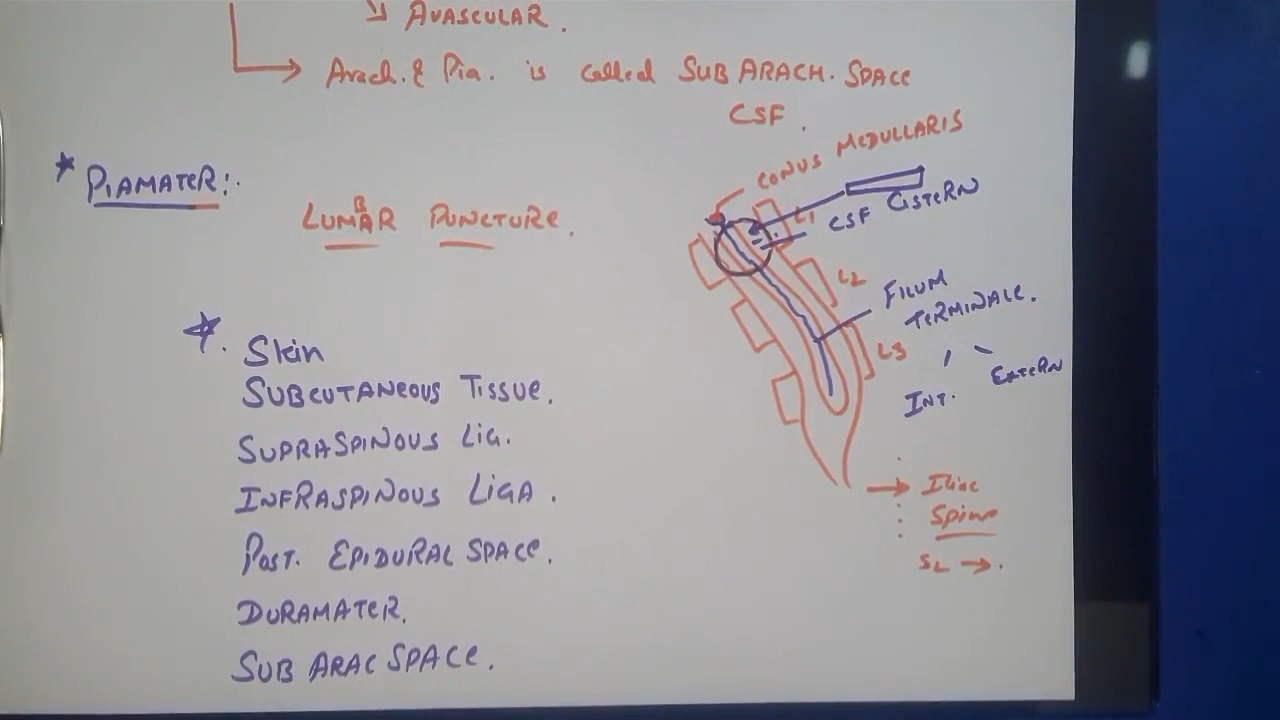 ↘ AVASCULAR.
→ Arach. & Pia. is called SUB ARACH. SPACE
CSF.
* PIAMATER:.
LUMBAR PUNCTURE.
CONUS MEDULLARIS
CSF CISTERN
L1
L2
FILUM
TERMINALE.
L3
INT.
EXTERN
*. Skin
SUBCUTANEOUS TISSUE.
SUPRASPINOUS LIG.
INFRASPINOUS LIGA.
POST. EPIDURAL SPACE.
DURAMATER.
SUB ARAC SPACE.
→ Iliac
Spine
SL →.